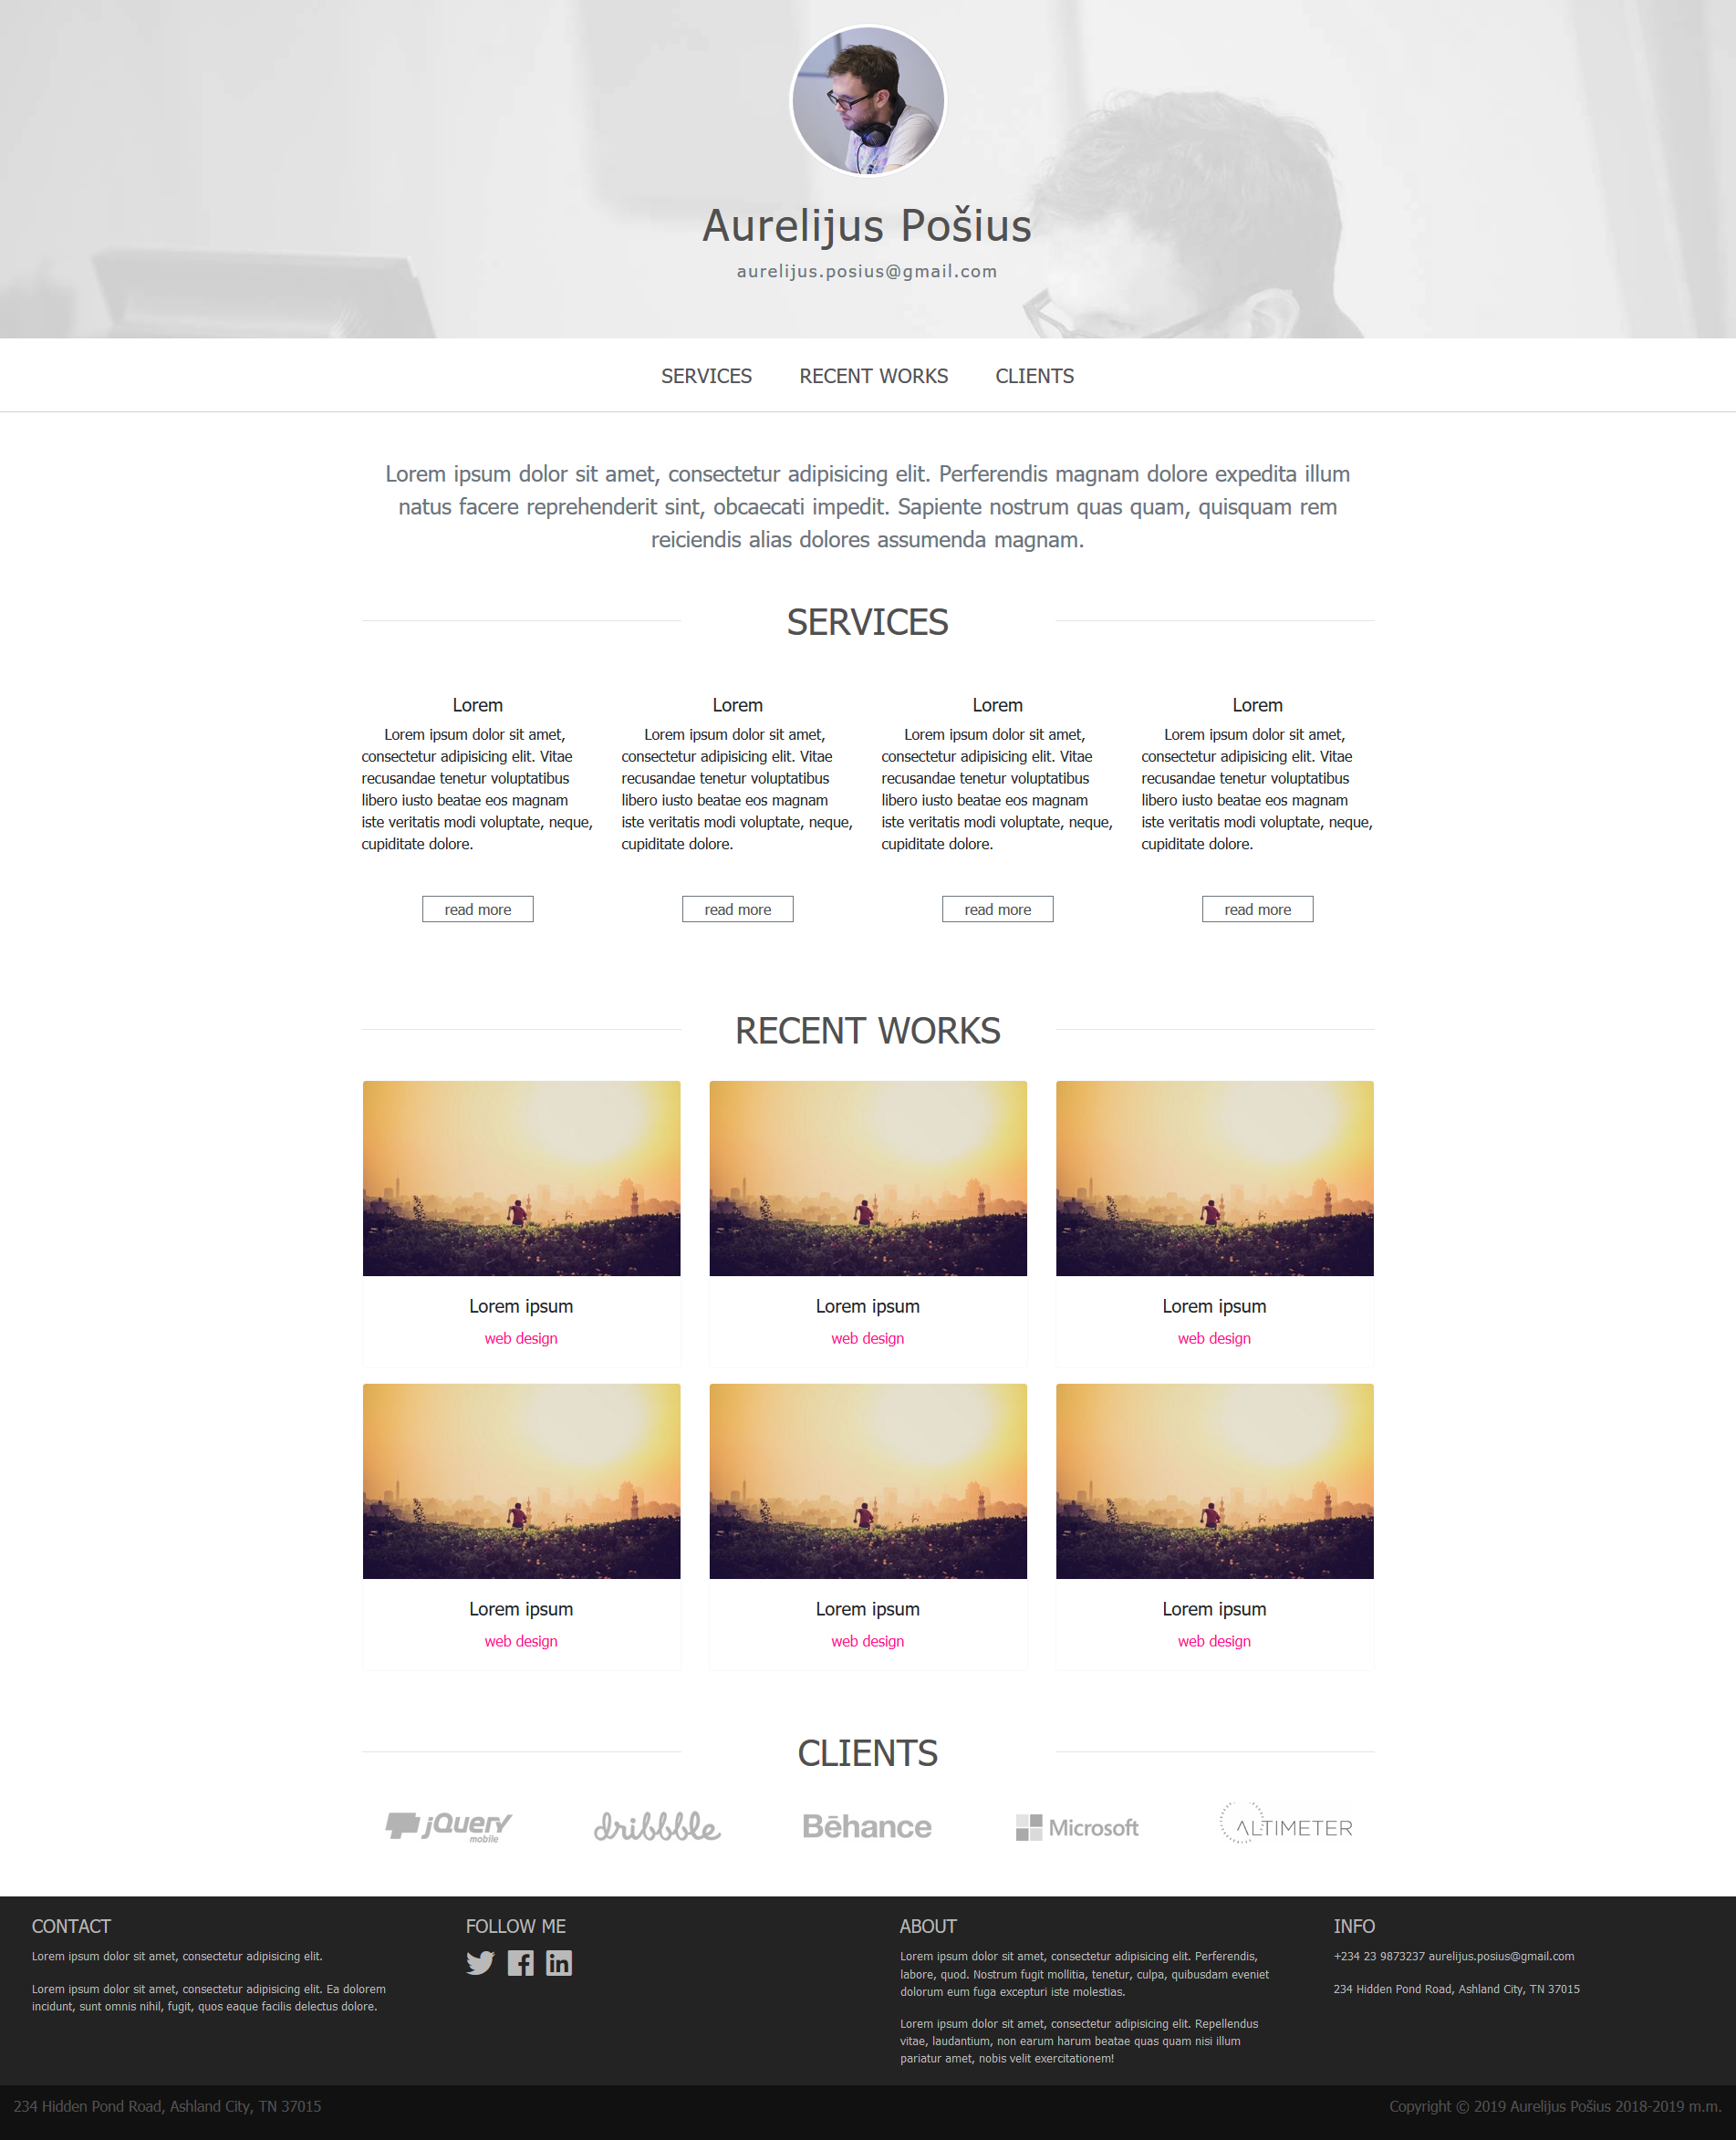 Aurelijus Pošius
aurelijus.posius@gmail.com
SERVICES RECENT WORKS CLIENTS
Lorem ipsum dolor sit amet, consectetur adipisicing elit. Perferendis magnam dolore expedita illum
natus facere reprehenderit sint, obcaecati impedit. Sapiente nostrum quas quam, quisquam rem
reiciendis alias dolores assumenda magnam.
SERVICES
Lorem
Lorem ipsum dolor sit amet,
consectetur adipisicing elit. Vitae
recusandae tenetur voluptatibus
libero iusto beatae eos magnam
iste veritatis modi voluptate, neque,
cupiditate dolore.
read more
Lorem
Lorem ipsum dolor sit amet,
consectetur adipisicing elit. Vitae
recusandae tenetur voluptatibus
libero iusto beatae eos magnam
iste veritatis modi voluptate, neque,
cupiditate dolore.
read more
Lorem
Lorem ipsum dolor sit amet,
consectetur adipisicing elit. Vitae
recusandae tenetur voluptatibus
libero iusto beatae eos magnam
iste veritatis modi voluptate, neque,
cupiditate dolore.
read more
Lorem
Lorem ipsum dolor sit amet,
consectetur adipisicing elit. Vitae
recusandae tenetur voluptatibus
libero iusto beatae eos magnam
iste veritatis modi voluptate, neque,
cupiditate dolore.
read more
RECENT WORKS
Lorem ipsum
web design
Lorem ipsum
web design
Lorem ipsum
web design
Lorem ipsum
web design
Lorem ipsum
web design
Lorem ipsum
web design
CLIENTS
jQuery
mobile
dribbble
Bēhance
Microsoft
ALTIMETER
CONTACT
Lorem ipsum dolor sit amet, consectetur adipisicing elit.
Lorem ipsum dolor sit amet, consectetur adipisicing elit. Ea dolorem
incidunt, sunt omnis nihil, fugit, quos eaque facilis delectus dolore.
FOLLOW ME
ABOUT
Lorem ipsum dolor sit amet, consectetur adipisicing elit. Perferendis,
labore, quod. Nostrum fugit mollitia, tenetur, culpa, quibusdam eveniet
dolorum eum fuga excepturi iste molestias.
Lorem ipsum dolor sit amet, consectetur adipisicing elit. Repellendus
vitae, laudantium, non earum harum beatae quas quam nisi illum
pariatur amet, nobis velit exercitationem!
INFO
+234 23 9873237 aurelijus.posius@gmail.com
234 Hidden Pond Road, Ashland City, TN 37015
234 Hidden Pond Road, Ashland City, TN 37015
Copyright © 2019 Aurelijus Pošius 2018-2019 m.m.